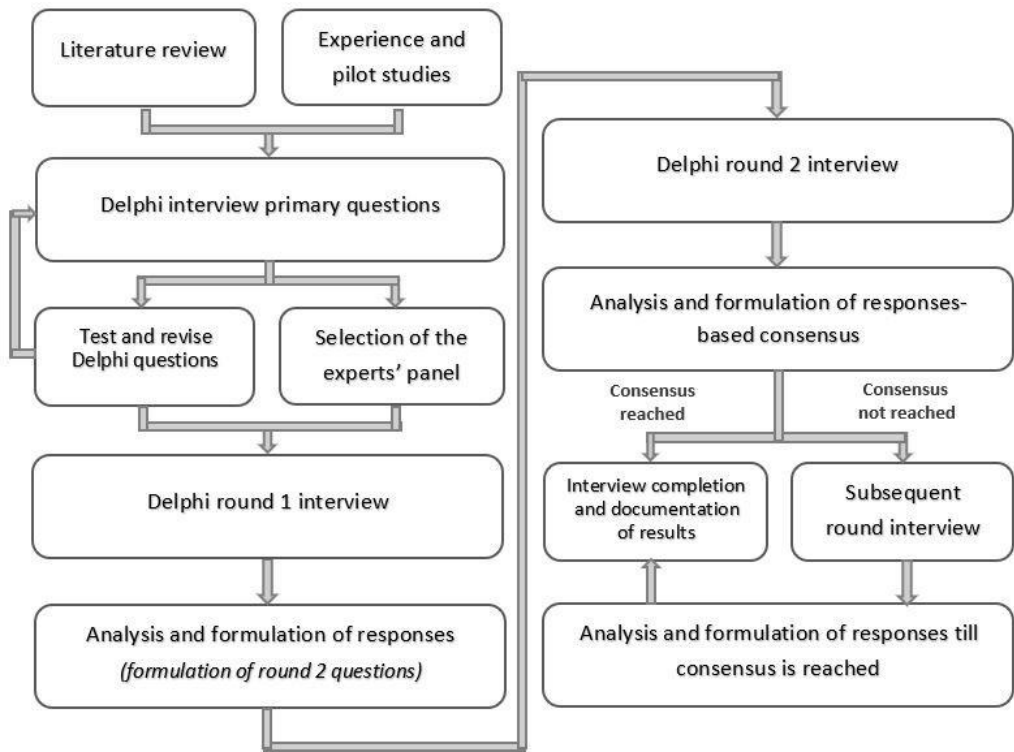 Literature review
Experience and
pilot studies
Delphi interview primary questions
Test and revise
Delphi questions
Selection of the
experts’ panel
Delphi round 1 interview
Analysis and formulation of responses
(formulation of round 2 questions)
Delphi round 2 interview
Analysis and formulation of responses-
based consensus
Consensus
reached
Consensus
not reached
Interview completion
and documentation
of results
Subsequent
round interview
Analysis and formulation of responses till
consensus is reached